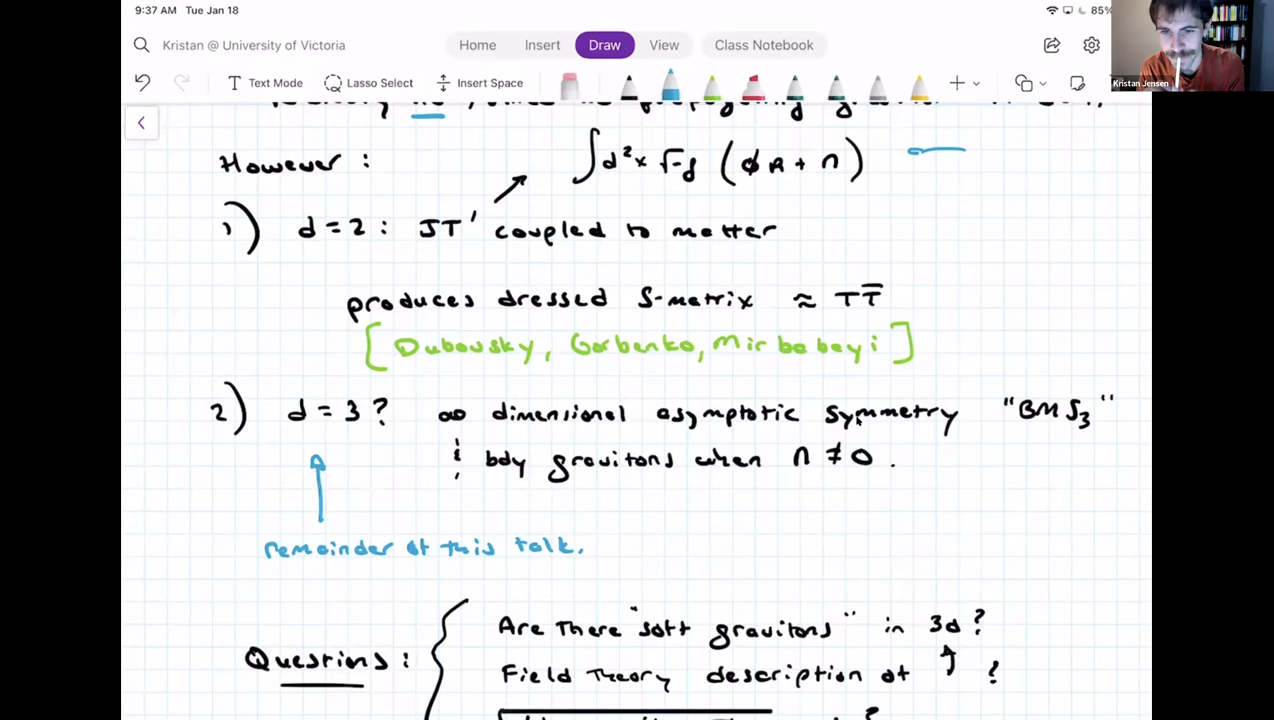 9:37 AM Tue Jan 18
85%
Kristan @ University of Victoria
Home Insert Draw View Class Notebook
Text Mode Lasso Select Insert Space
Kristan Jensen
However :
∫d²x √-g (ϕR + Λ)
1) d = 2 : JT' coupled to matter
produces dressed S-matrix ≈ TT̅
[Dubovsky, Gorbenko, Mirbabayi]
2) d = 3 ? ∞ dimensional asymptotic symmetry "BMS₃"
& bdy gravitons when Λ ≠ 0 .
remainder of this talk.
Questions :
Are there "soft gravitons" in 3d ?
Field Theory description of ?